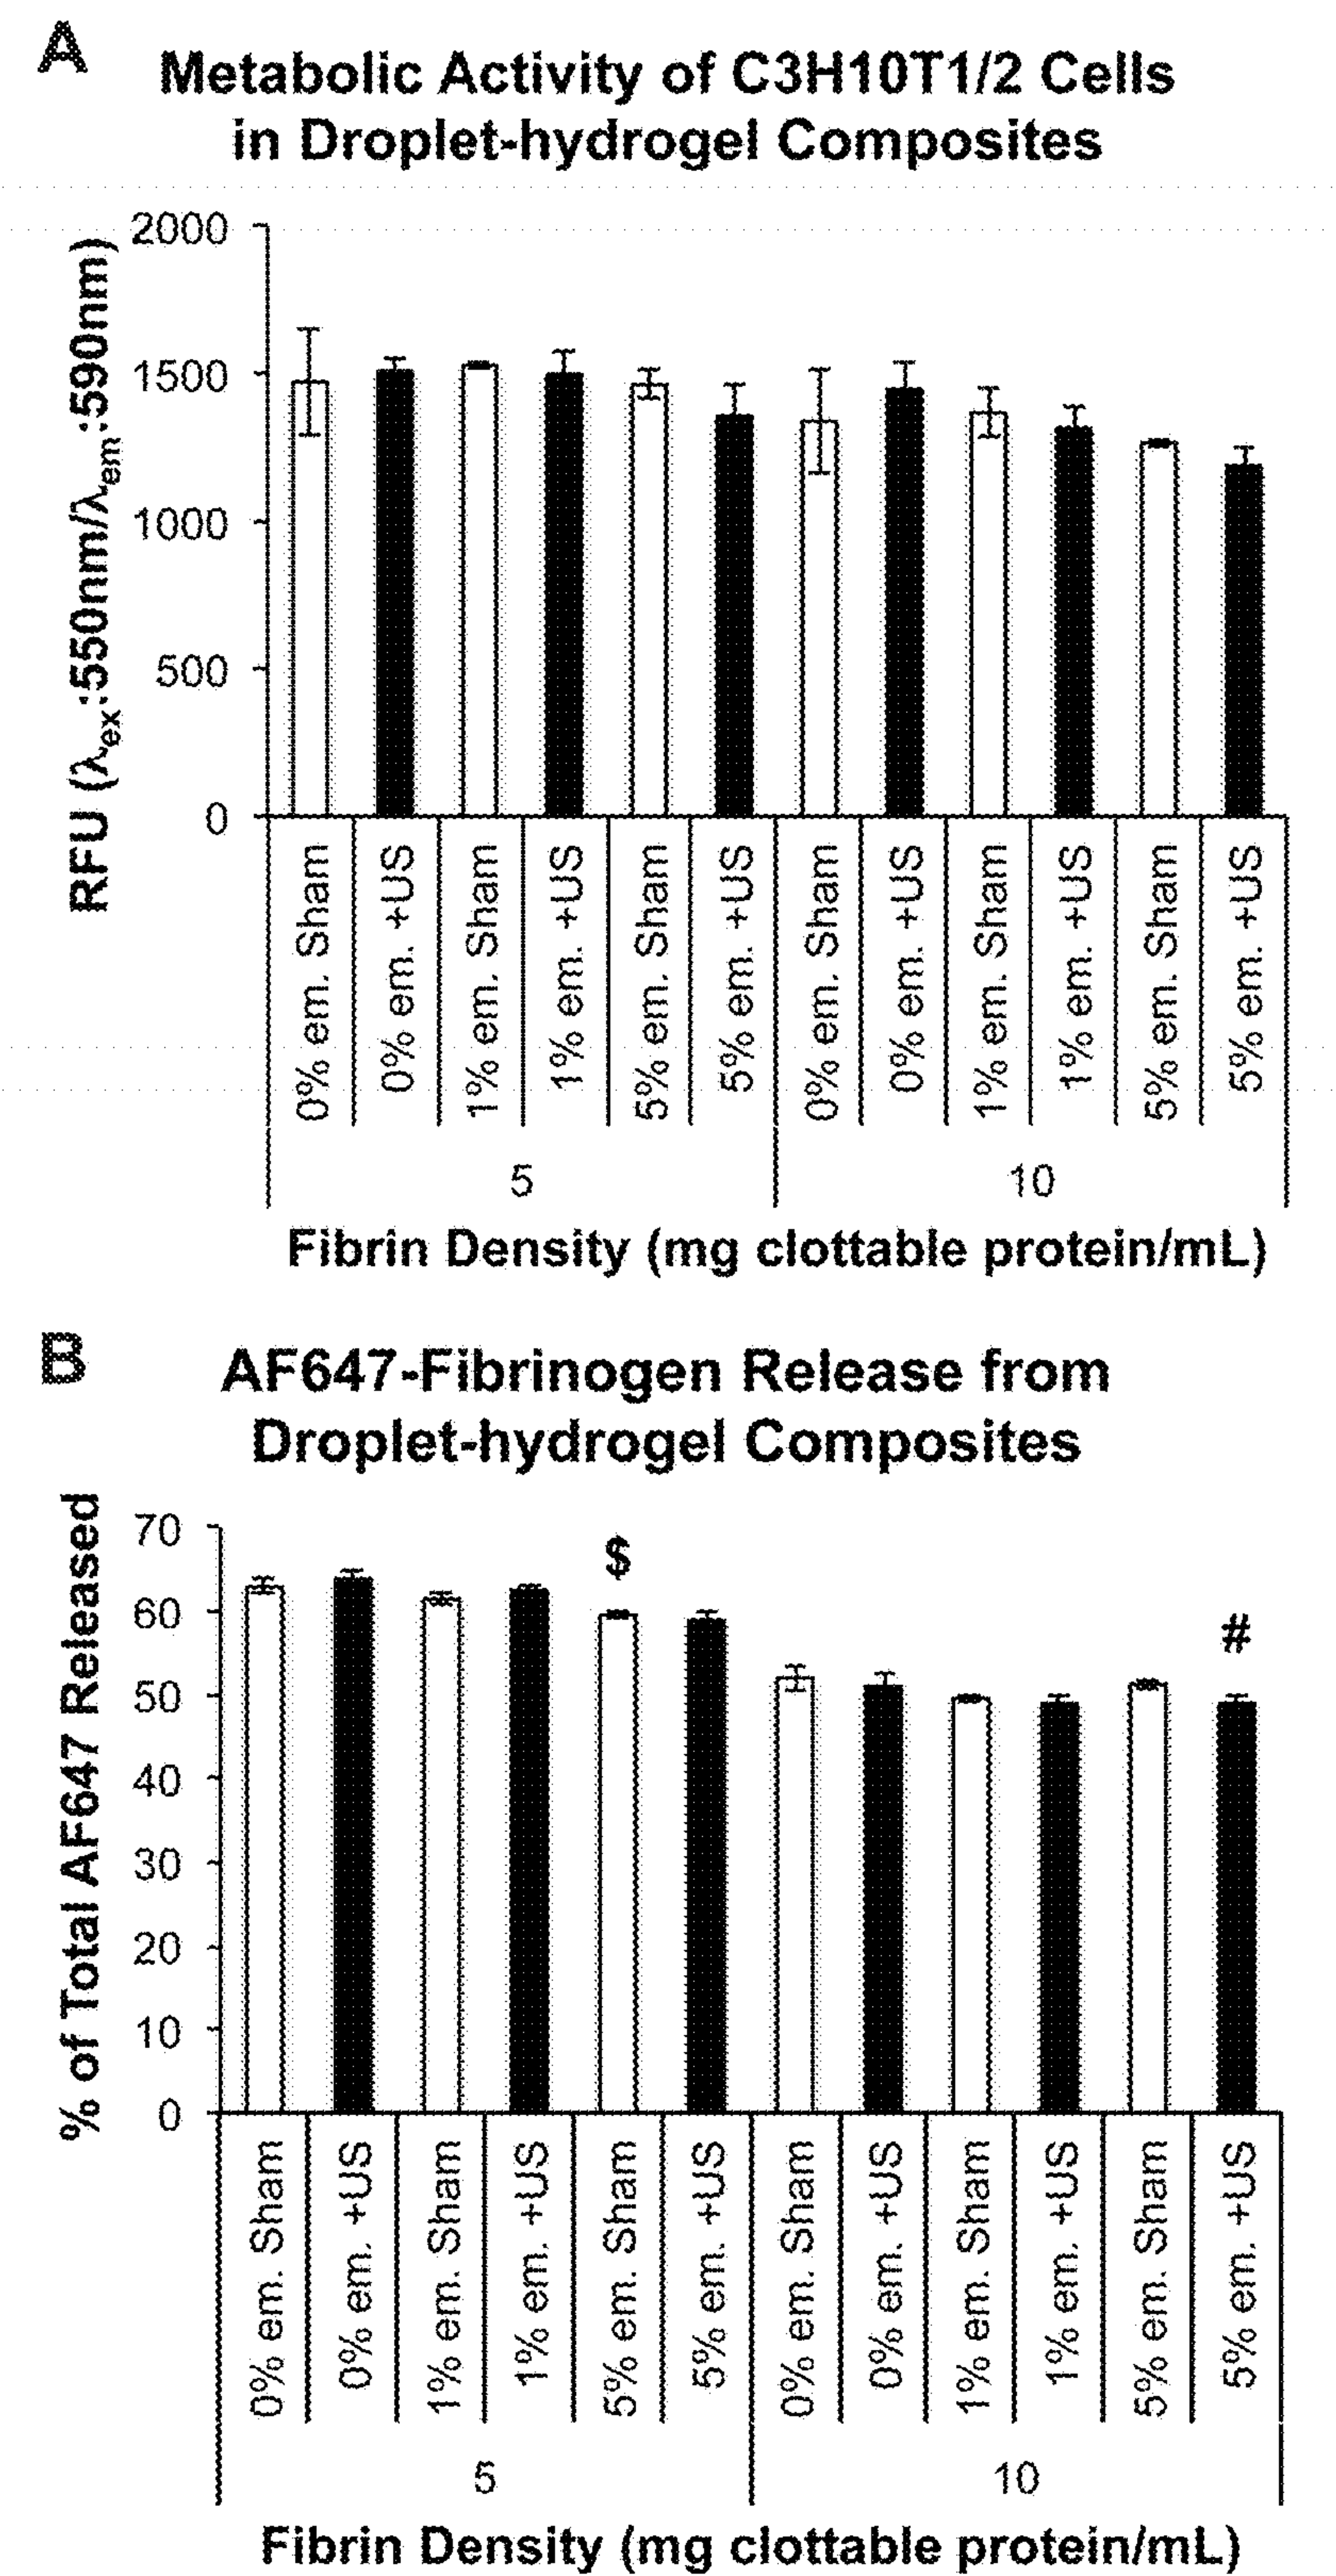 A
Metabolic Activity of C3H10T1/2 Cells
in Droplet-hydrogel Composites
RFU (λex:550nm/λem:590nm)
2000
1500
1000
500
0
0% em. Sham
0% em. +US
1% em. Sham
1% em. +US
5% em. Sham
5% em. +US
0% em. Sham
0% em. +US
1% em. Sham
1% em. +US
5% em. Sham
5% em. +US
5
10
Fibrin Density (mg clottable protein/mL)
B
AF647-Fibrinogen Release from
Droplet-hydrogel Composites
% of Total AF647 Released
70
60
50
40
30
20
10
0
$
#
0% em. Sham
0% em. +US
1% em. Sham
1% em. +US
5% em. Sham
5% em. +US
0% em. Sham
0% em. +US
1% em. Sham
1% em. +US
5% em. Sham
5% em. +US
5
10
Fibrin Density (mg clottable protein/mL)